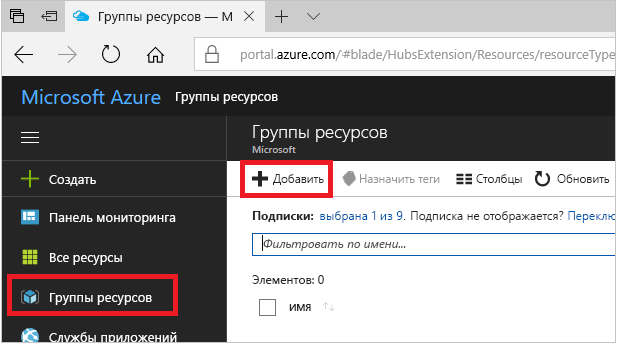 Группы ресурсов — М
portal.azure.com/#blade/HubsExtension/Resources/resourceType
Microsoft Azure Группы ресурсов
Группы ресурсов
Microsoft
Создать
Панель мониторинга
Все ресурсы
Группы ресурсов
Службы приложений
Добавить Назначить теги Столбцы Обновить
Подписки: выбрана 1 из 9. Подписка не отображается? Переклю
Фильтровать по имени...
Элементов: 0
ИМЯ